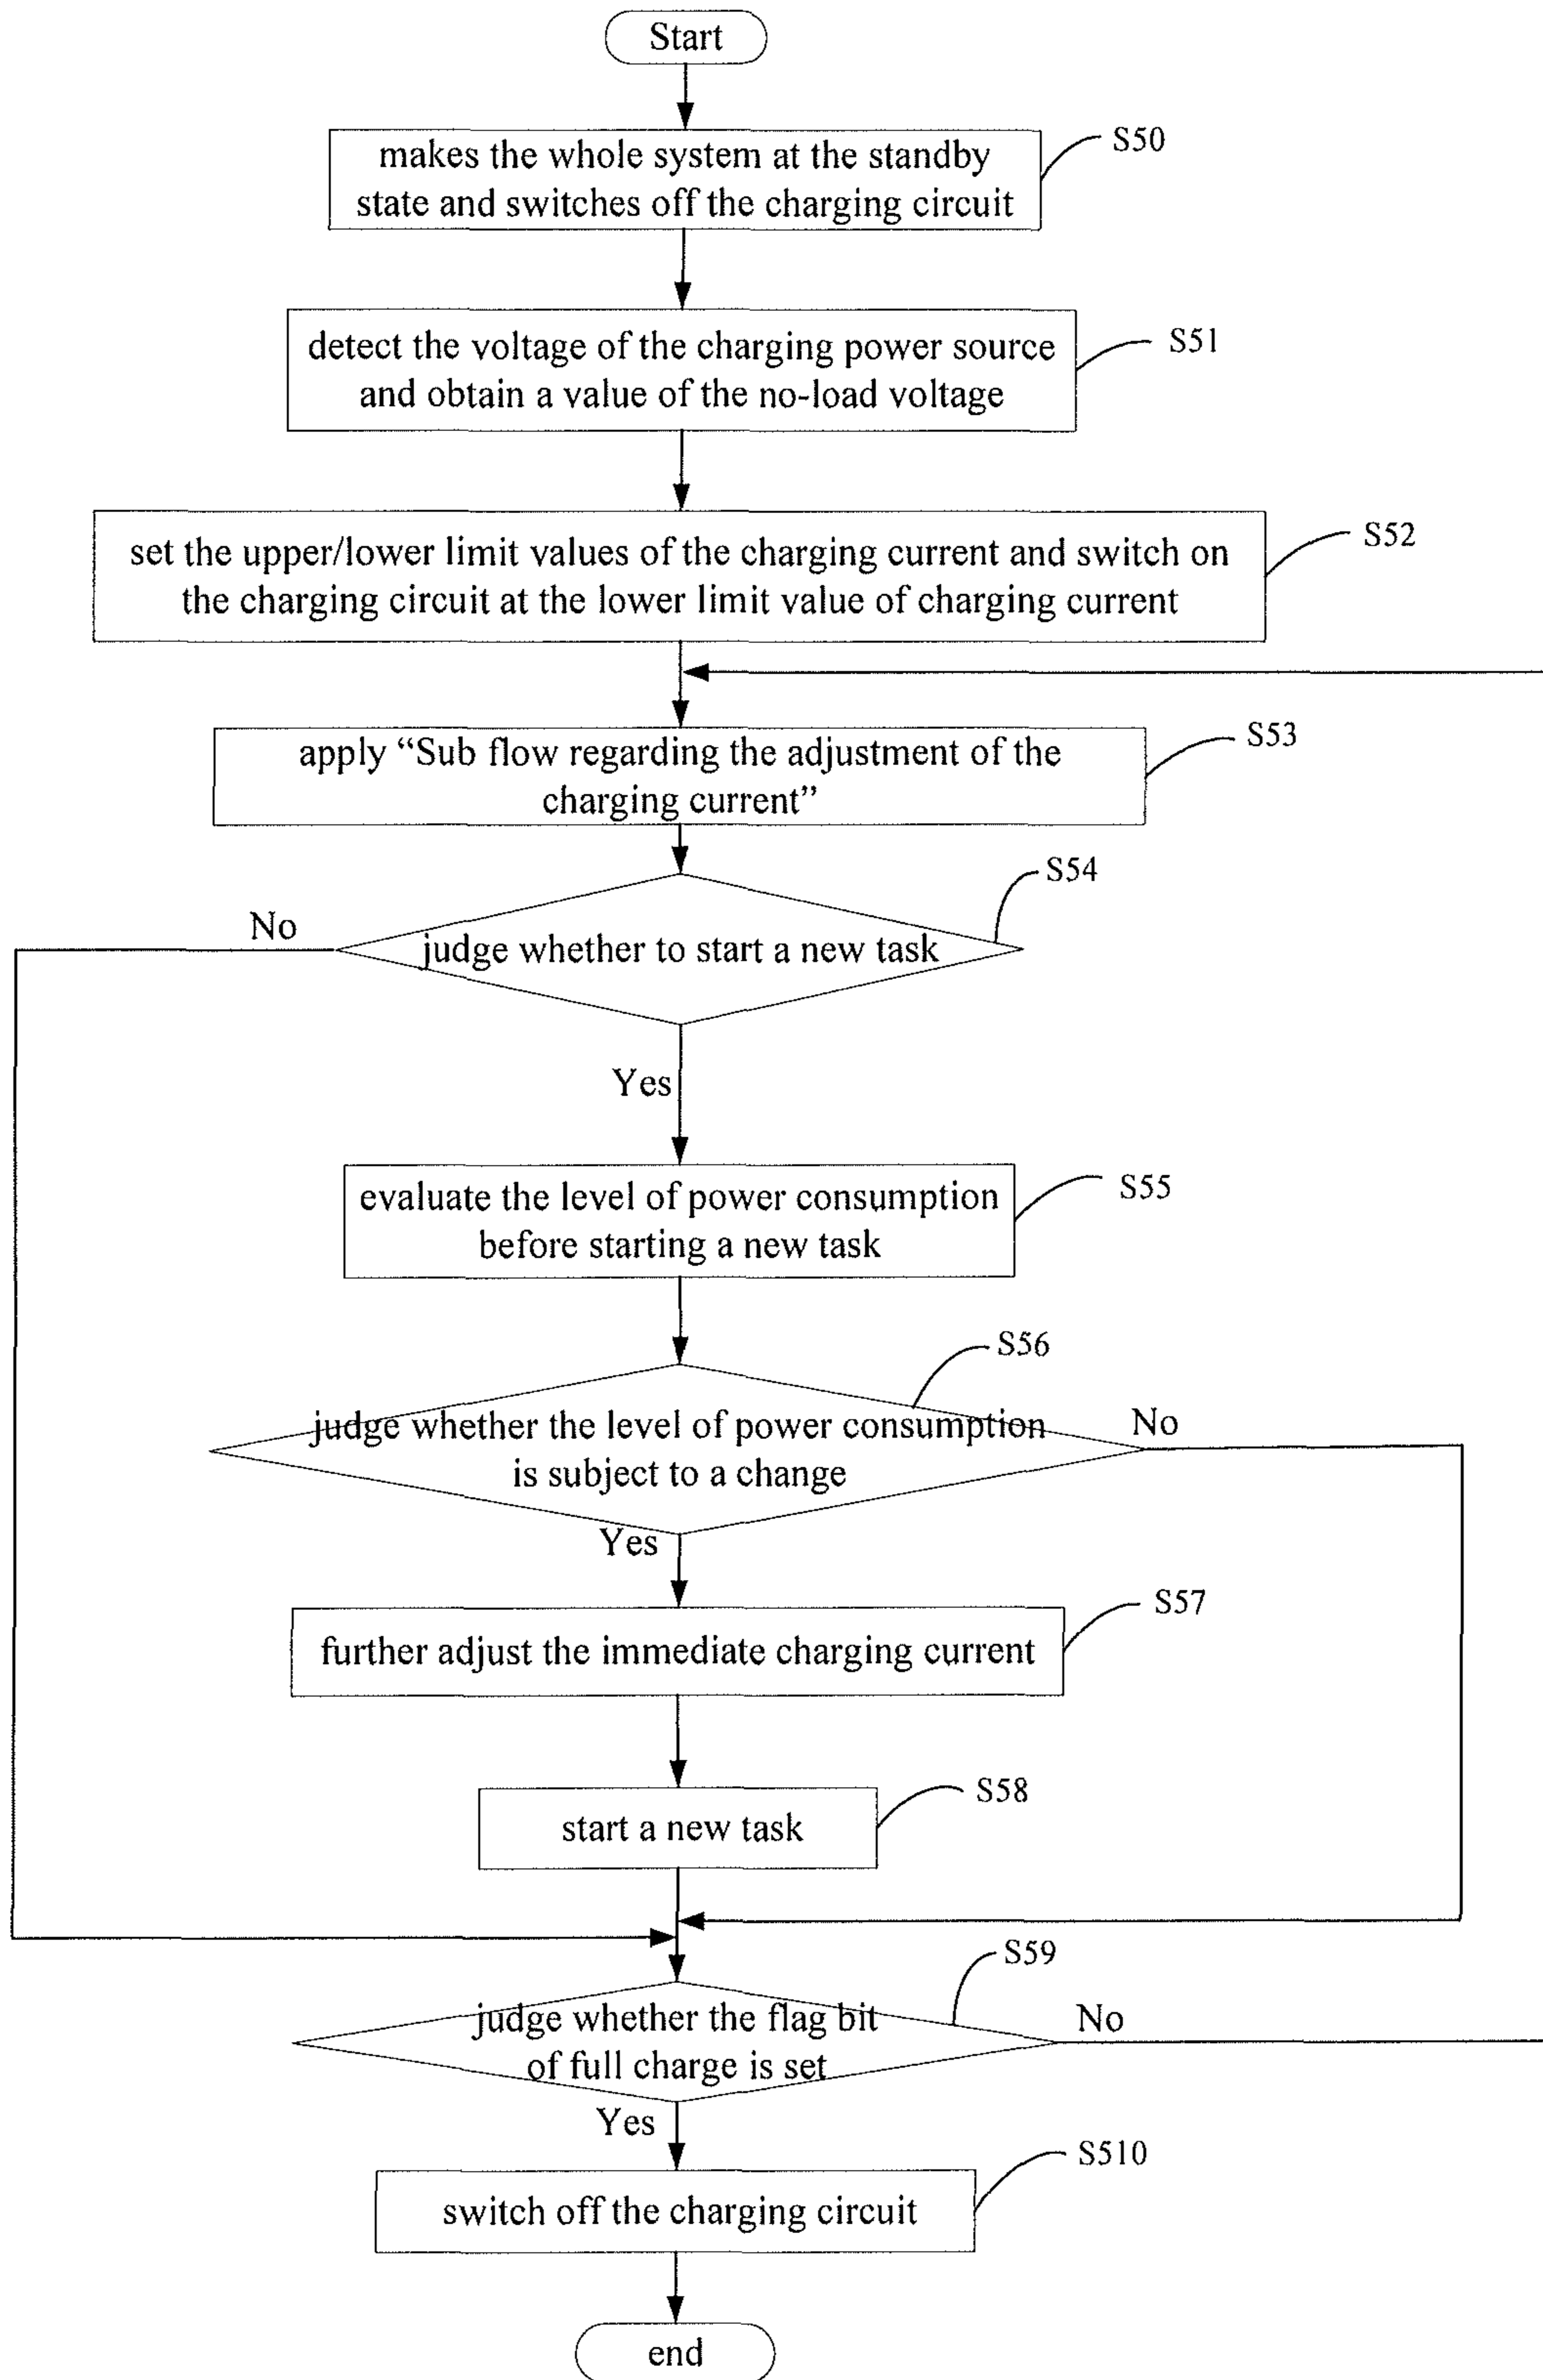 Start
makes the whole system at the standby
state and switches off the charging circuit
S50
detect the voltage of the charging power source
and obtain a value of the no-load voltage
S51
set the upper/lower limit values of the charging current and switch on
the charging circuit at the lower limit value of charging current
S52
apply “Sub flow regarding the adjustment of the
charging current”
S53
S54
No
judge whether to start a new task
Yes
evaluate the level of power consumption
before starting a new task
S55
S56
judge whether the level of power consumption
is subject to a change
No
Yes
further adjust the immediate charging current
S57
start a new task
S58
S59
judge whether the flag bit
of full charge is set
No
Yes
switch off the charging circuit
S510
end